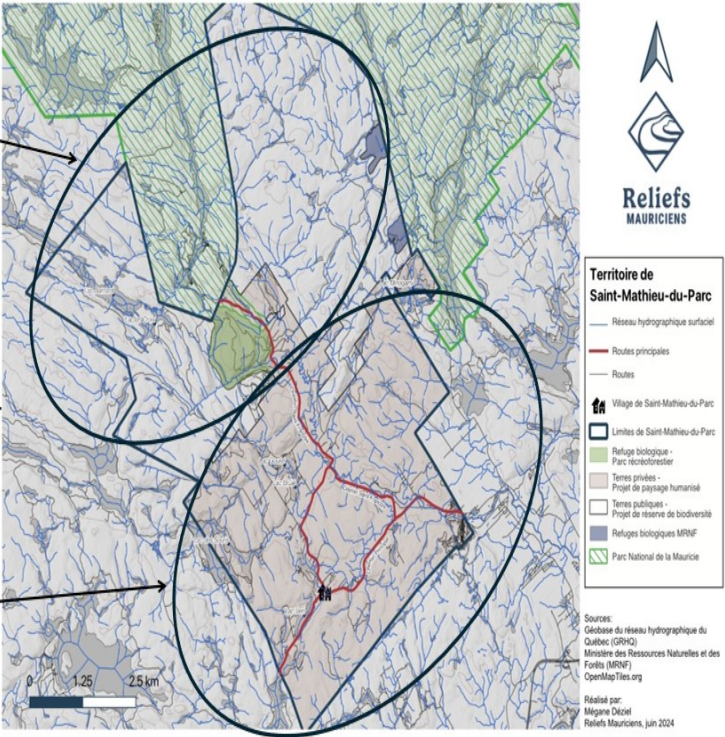 Reliefs
MAURICIENS
Territoire de
Saint-Mathieu-du-Parc
Réseau hydrographique surfaciel
Routes principales
Routes
Village de Saint-Mathieu-du-Parc
Limites de Saint-Mathieu-du-Parc
Refuge biologique -
Parc récréoforestier
Terres privées -
Projet de paysage humanisé
Terres publiques -
Projet de réserve de biodiversité
Refuges biologiques MRNF
Parc National de la Mauricie
Sources:
Géobase du réseau hydrographique du
Québec (GRHQ)
Ministère des Ressources Naturelles et des
Forêts (MRNF)
OpenMapTiles.org
Réalisé par:
Mégane Déziel
Reliefs Mauriciens, juin 2024
0 1.25 2.5 km